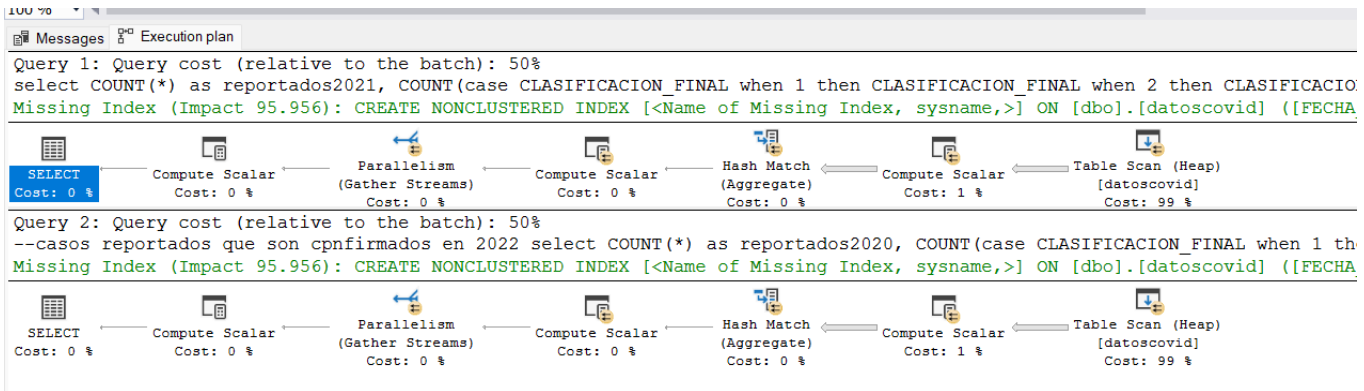 100 %
Messages Execution plan
Query 1: Query cost (relative to the batch): 50%
select COUNT(*) as reportados2021, COUNT(case CLASIFICACION_FINAL when 1 then CLASIFICACION_FINAL when 2 then CLASIFICACIO
Missing Index (Impact 95.956): CREATE NONCLUSTERED INDEX [<Name of Missing Index, sysname,>] ON [dbo].[datoscovid] ([FECHA_
SELECT
Cost: 0 %
Compute Scalar
Cost: 0 %
Parallelism
(Gather Streams)
Cost: 0 %
Compute Scalar
Cost: 0 %
Hash Match
(Aggregate)
Cost: 0 %
Compute Scalar
Cost: 1 %
Table Scan (Heap)
[datoscovid]
Cost: 99 %
Query 2: Query cost (relative to the batch): 50%
--casos reportados que son cpnfirmados en 2022 select COUNT(*) as reportados2020, COUNT(case CLASIFICACION_FINAL when 1 the
Missing Index (Impact 95.956): CREATE NONCLUSTERED INDEX [<Name of Missing Index, sysname,>] ON [dbo].[datoscovid] ([FECHA_
SELECT
Cost: 0 %
Compute Scalar
Cost: 0 %
Parallelism
(Gather Streams)
Cost: 0 %
Compute Scalar
Cost: 0 %
Hash Match
(Aggregate)
Cost: 0 %
Compute Scalar
Cost: 1 %
Table Scan (Heap)
[datoscovid]
Cost: 99 %